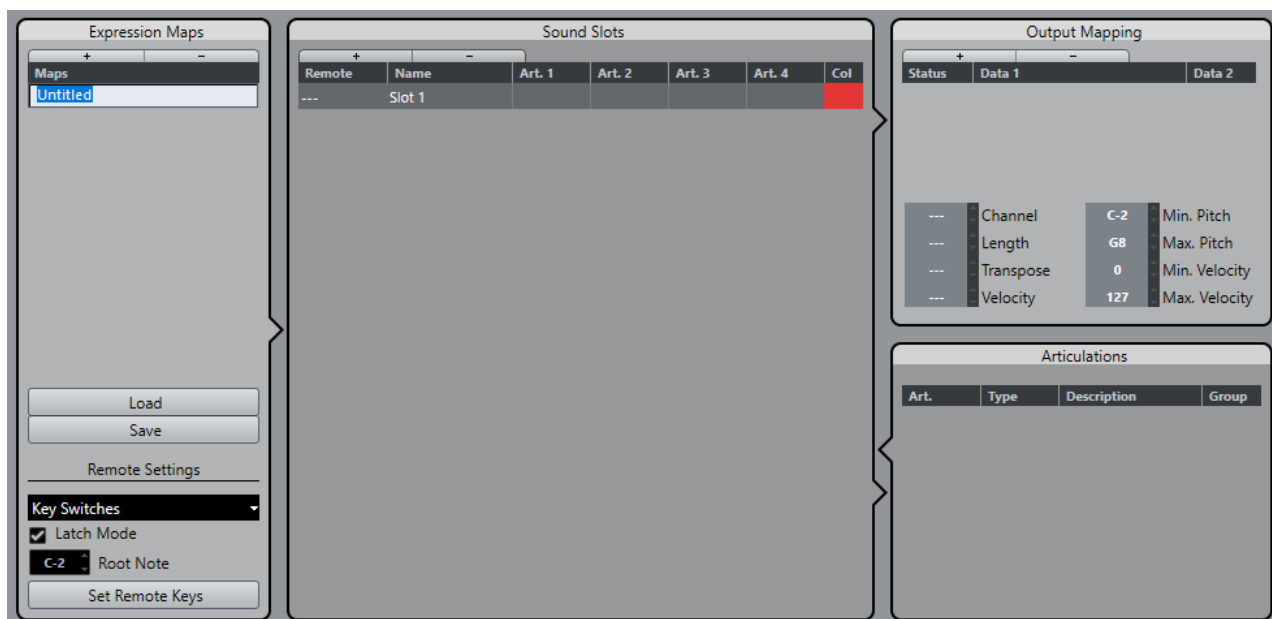 Expression Maps
+ -
Maps
Untitled
Load
Save
Remote Settings
Key Switches
Latch Mode
C-2 Root Note
Set Remote Keys
Sound Slots
+ -
Remote Name Art. 1 Art. 2 Art. 3 Art. 4 Col
--- Slot 1
Output Mapping
+ -
Status Data 1 Data 2
--- Channel C-2 Min. Pitch
--- Length G8 Max. Pitch
--- Transpose 0 Min. Velocity
--- Velocity 127 Max. Velocity
Articulations
Art. Type Description Group